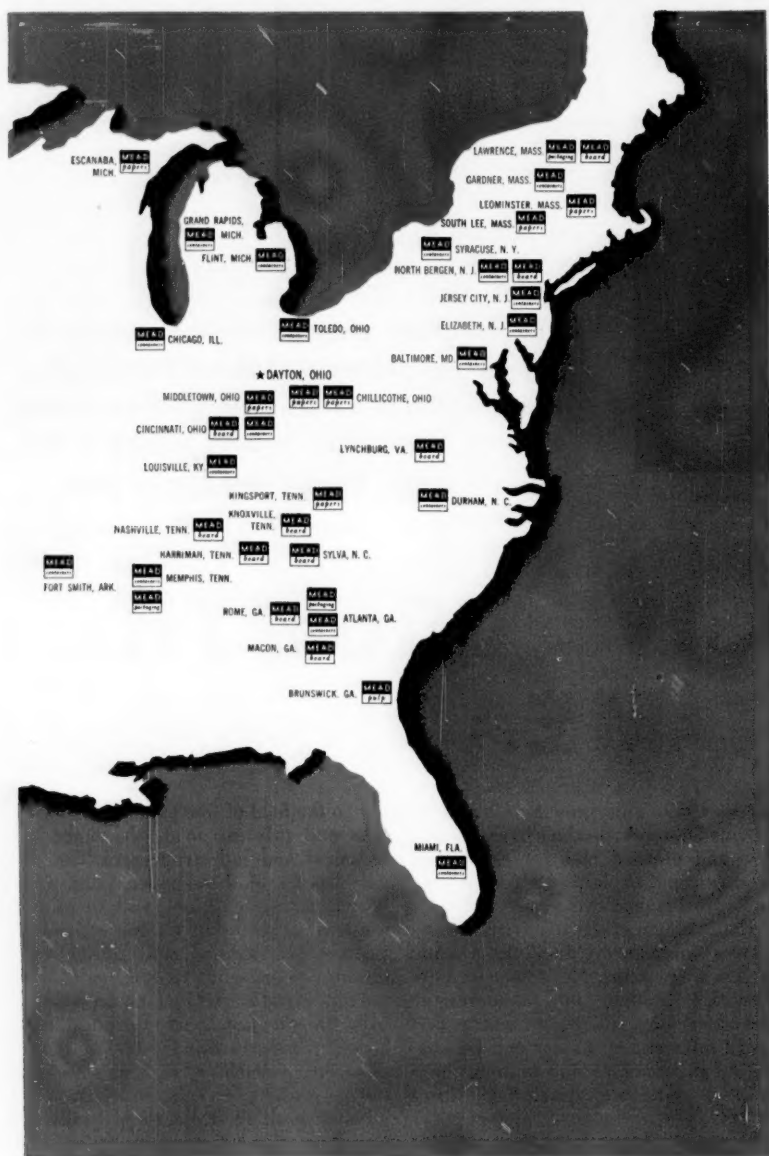 LAWRENCE, MASS. MEAD packaging MEAD board
ESCANABA, MICH. MEAD papers
GARDNER, MASS. MEAD containers
LEOMINSTER, MASS. MEAD papers
GRAND RAPIDS, MICH. MEAD containers
SOUTH LEE, MASS. MEAD papers
MEAD containers SYRACUSE, N. Y.
FLINT, MICH. MEAD containers
NORTH BERGEN, N. J. MEAD containers MEAD board
JERSEY CITY, N. J. MEAD containers
MEAD containers CHICAGO, ILL.
MEAD containers TOLEDO, OHIO
ELIZABETH, N. J. MEAD containers
BALTIMORE, MD. MEAD containers
★ DAYTON, OHIO
MIDDLETOWN, OHIO MEAD papers
MEAD papers MEAD papers CHILLICOTHE, OHIO
CINCINNATI, OHIO MEAD board MEAD containers
LYNCHBURG, VA. MEAD board
LOUISVILLE, KY. MEAD containers
KINGSPORT, TENN. MEAD papers
MEAD containers DURHAM, N. C.
KNOXVILLE, TENN. MEAD board
NASHVILLE, TENN. MEAD board
HARRIMAN, TENN. MEAD board
MEAD board SYLVA, N. C.
MEAD containers
FORT SMITH, ARK.
MEAD containers MEMPHIS, TENN.
MEAD packaging
ROME, GA. MEAD board
MEAD packaging
MEAD containers ATLANTA, GA.
MACON, GA. MEAD board
BRUNSWICK, GA. MEAD pulp
MIAMI, FLA.
MEAD containers